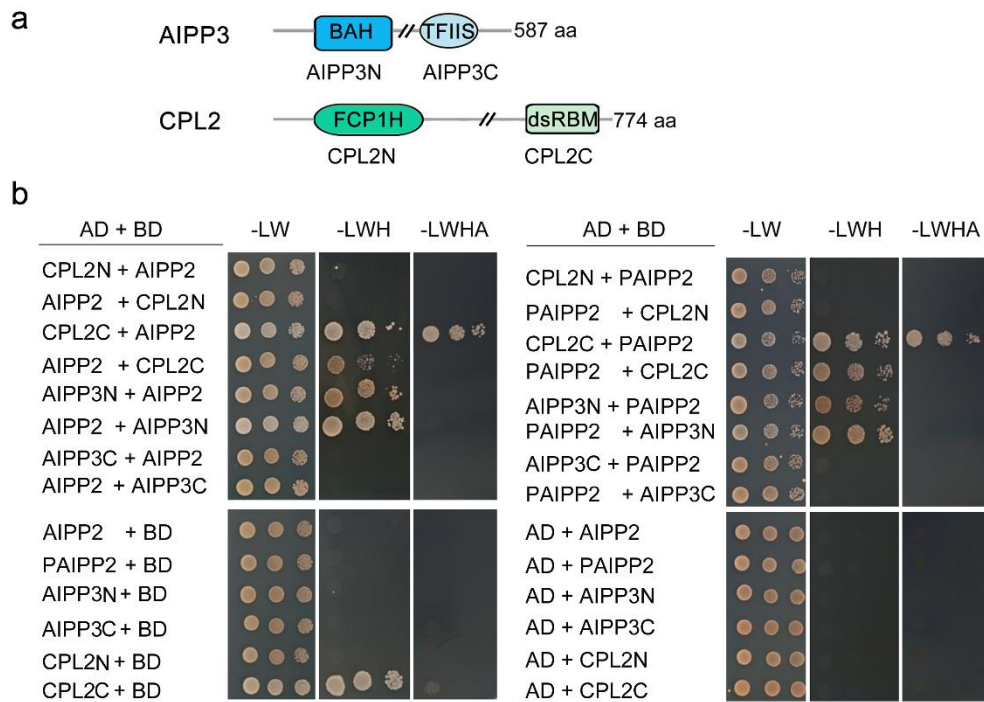 a
AIPP3 BAH // TFIIS 587 aa
AIPP3N AIPP3C
CPL2 FCP1H // dsRBM 774 aa
CPL2N CPL2C
b
AD + BD -LW -LWH -LWHA
CPL2N + AIPP2
AIPP2 + CPL2N
CPL2C + AIPP2
AIPP2 + CPL2C
AIPP3N + AIPP2
AIPP2 + AIPP3N
AIPP3C + AIPP2
AIPP2 + AIPP3C
AIPP2 + BD
PAIPP2 + BD
AIPP3N + BD
AIPP3C + BD
CPL2N + BD
CPL2C + BD
AD + BD -LW -LWH -LWHA
CPL2N + PAIPP2
PAIPP2 + CPL2N
CPL2C + PAIPP2
PAIPP2 + CPL2C
AIPP3N + PAIPP2
PAIPP2 + AIPP3N
AIPP3C + PAIPP2
PAIPP2 + AIPP3C
AD + AIPP2
AD + PAIPP2
AD + AIPP3N
AD + AIPP3C
AD + CPL2N
AD + CPL2C